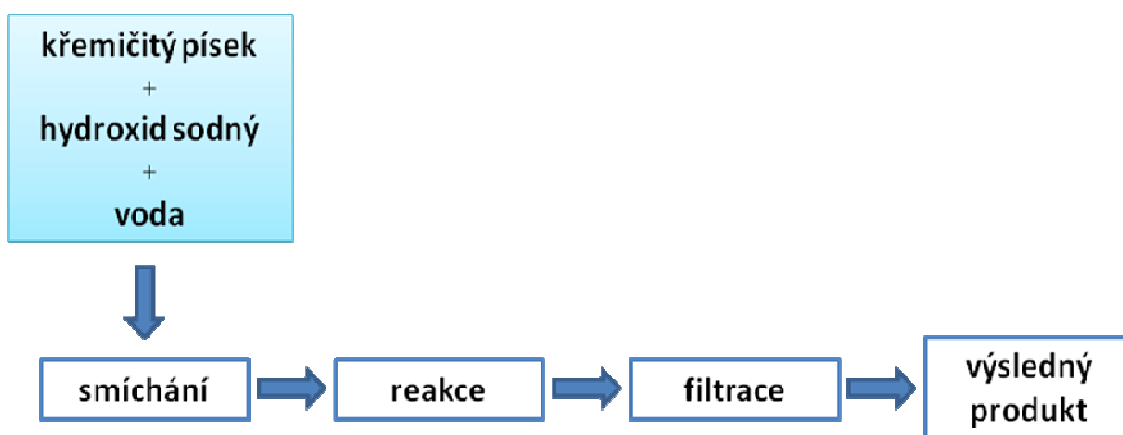 křemičitý písek
+
hydroxid sodný
+
voda
smíchání
reakce
filtrace
výsledný
produkt